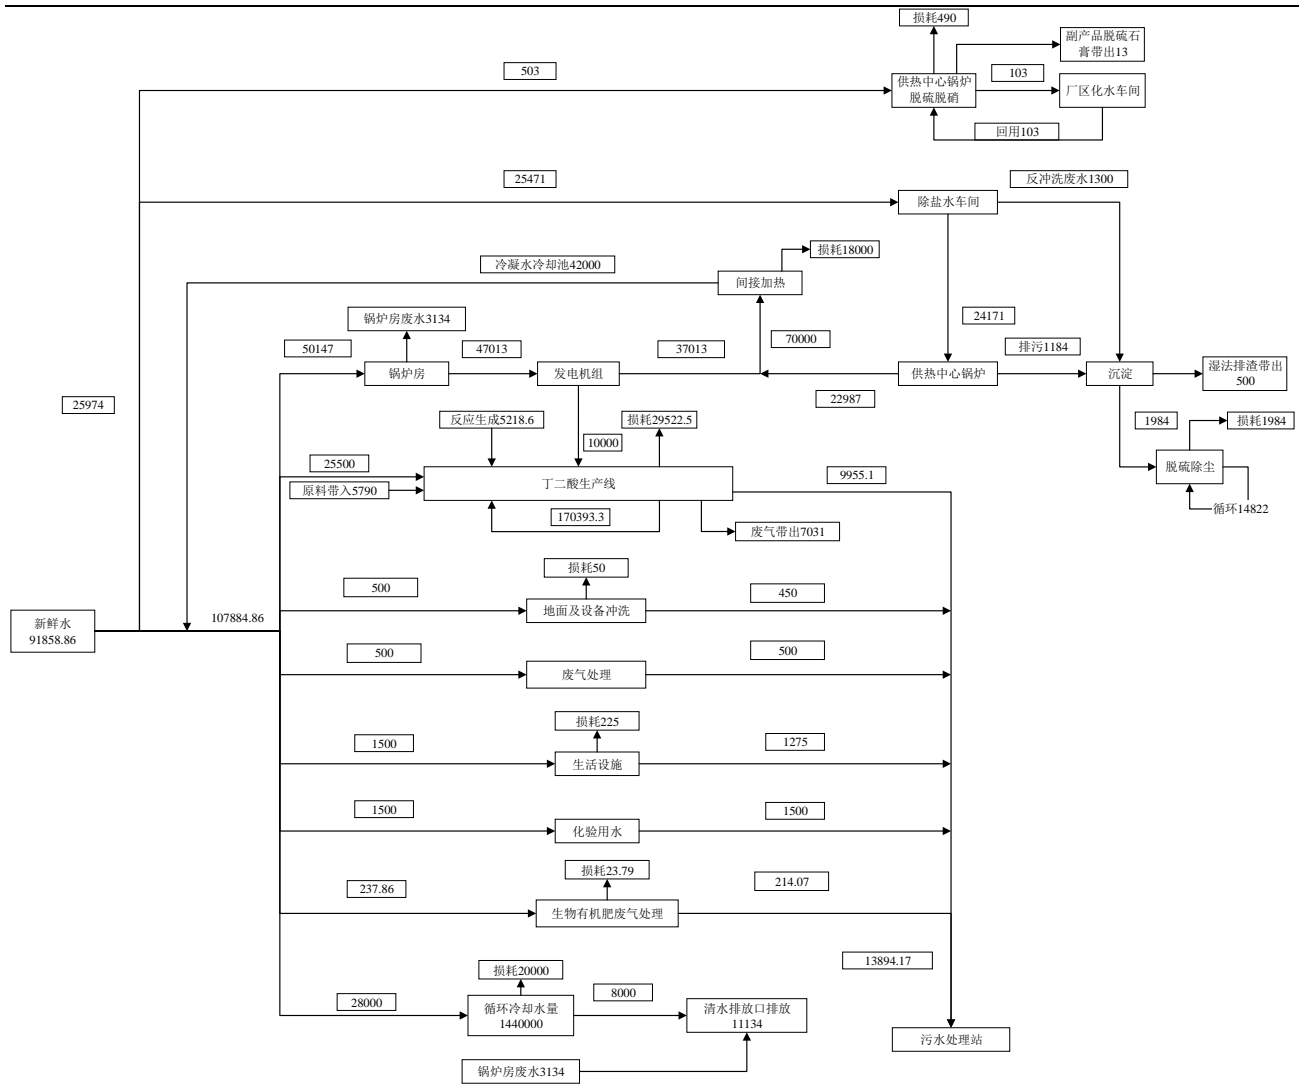 损耗490
副产品脱硫石
膏带出13
503
供热中心锅炉
脱硫脱硝
103
厂区化水车间
回用103
25471
反冲洗废水1300
除盐水车间
损耗18000
冷凝水冷却池42000
间接加热
锅炉房废水3134
24171
70000
50147
47013
37013
排污1184
锅炉房
发电机组
供热中心锅炉
沉淀
湿法排渣带出
500
25974
22987
反应生成5218.6
损耗29522.5
10000
1984
损耗1984
25500
9955.1
脱硫除尘
丁二酸生产线
原料带入5790
170393.3
废气带出7031
循环14822
损耗50
500
450
地面及设备冲洗
107884.86
新鲜水
91858.86
500
500
废气处理
损耗225
1500
1275
生活设施
1500
1500
化验用水
损耗23.79
237.86
214.07
生物有机肥废气处理
13894.17
损耗20000
28000
8000
循环冷却水量
1440000
清水排放口排放
11134
污水处理站
锅炉房废水3134